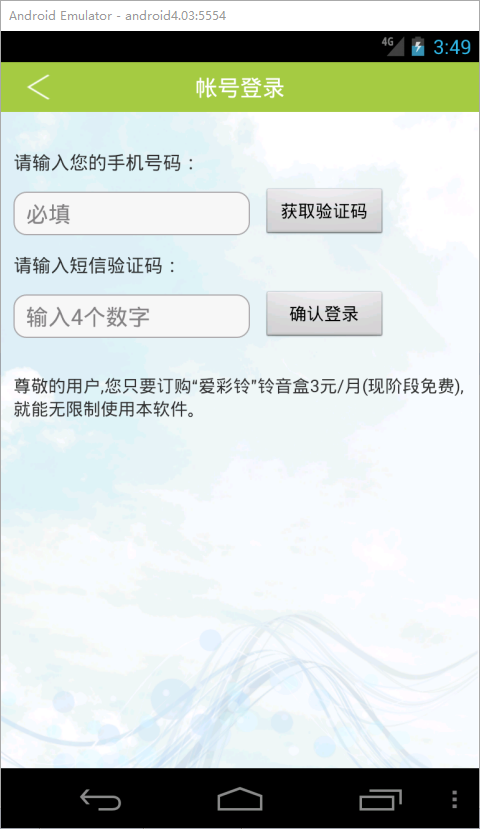 Android Emulator - android4.03:5554
4G 3:49
帐号登录
请输入您的手机号码：
必填 获取验证码
请输入短信验证码：
输入4个数字 确认登录
尊敬的用户,您只要订购“爱彩铃”铃音盒3元/月(现阶段免费),
就能无限制使用本软件。